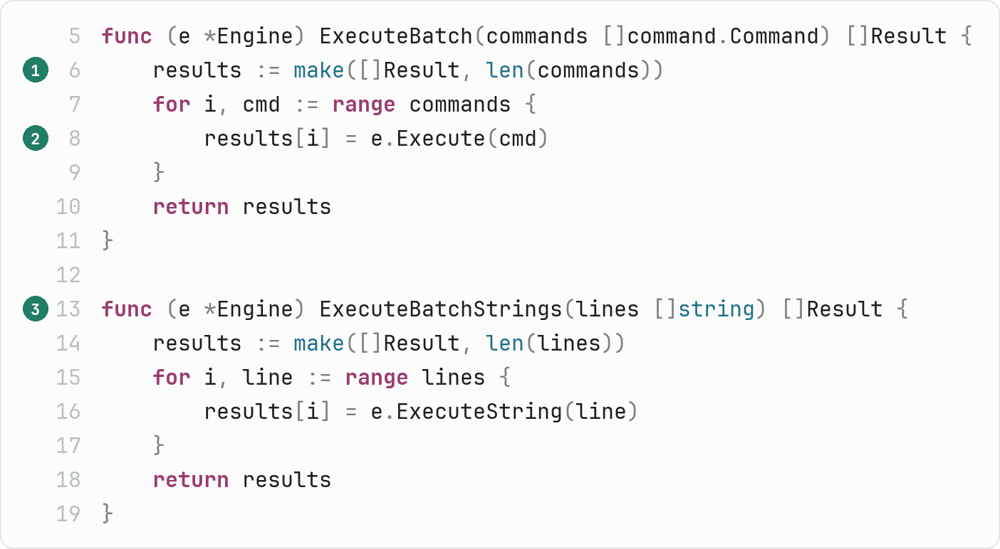 5 func (e *Engine) ExecuteBatch(commands []command.Command) []Result {
1 6     results := make([]Result, len(commands))
7     for i, cmd := range commands {
2 8         results[i] = e.Execute(cmd)
9     }
10     return results
11 }
12
3 13 func (e *Engine) ExecuteBatchStrings(lines []string) []Result {
14     results := make([]Result, len(lines))
15     for i, line := range lines {
16         results[i] = e.ExecuteString(line)
17     }
18     return results
19 }